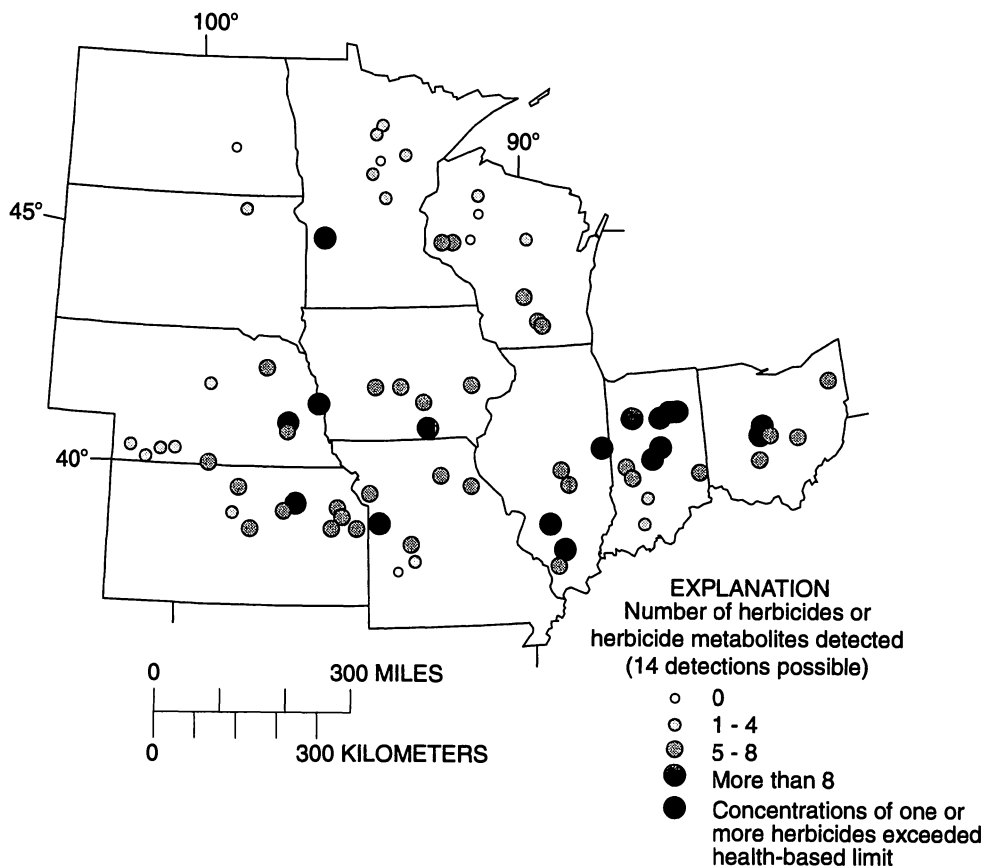 100°
90°
45°
40°
EXPLANATION
Number of herbicides or
herbicide metabolites detected
(14 detections possible)
0
1 - 4
5 - 8
More than 8
Concentrations of one or
more herbicides exceeded
health-based limit
0 300 MILES
0 300 KILOMETERS